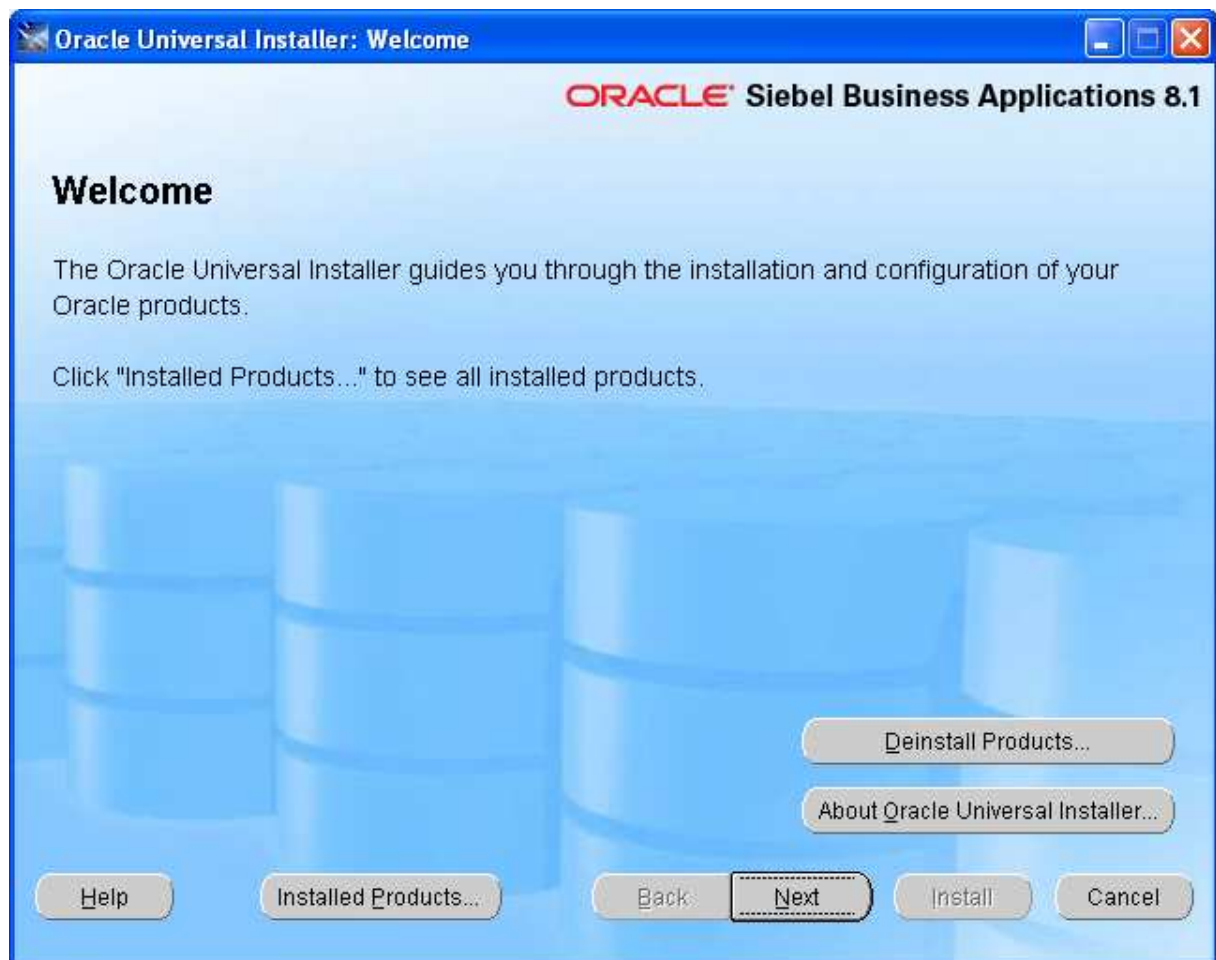 Oracle Universal Installer: Welcome
ORACLE® Siebel Business Applications 8.1
Welcome
The Oracle Universal Installer guides you through the installation and configuration of your
Oracle products.
Click "Installed Products..." to see all installed products.
Deinstall Products...
About Oracle Universal Installer...
Help
Installed Products...
Back
Next
Install
Cancel